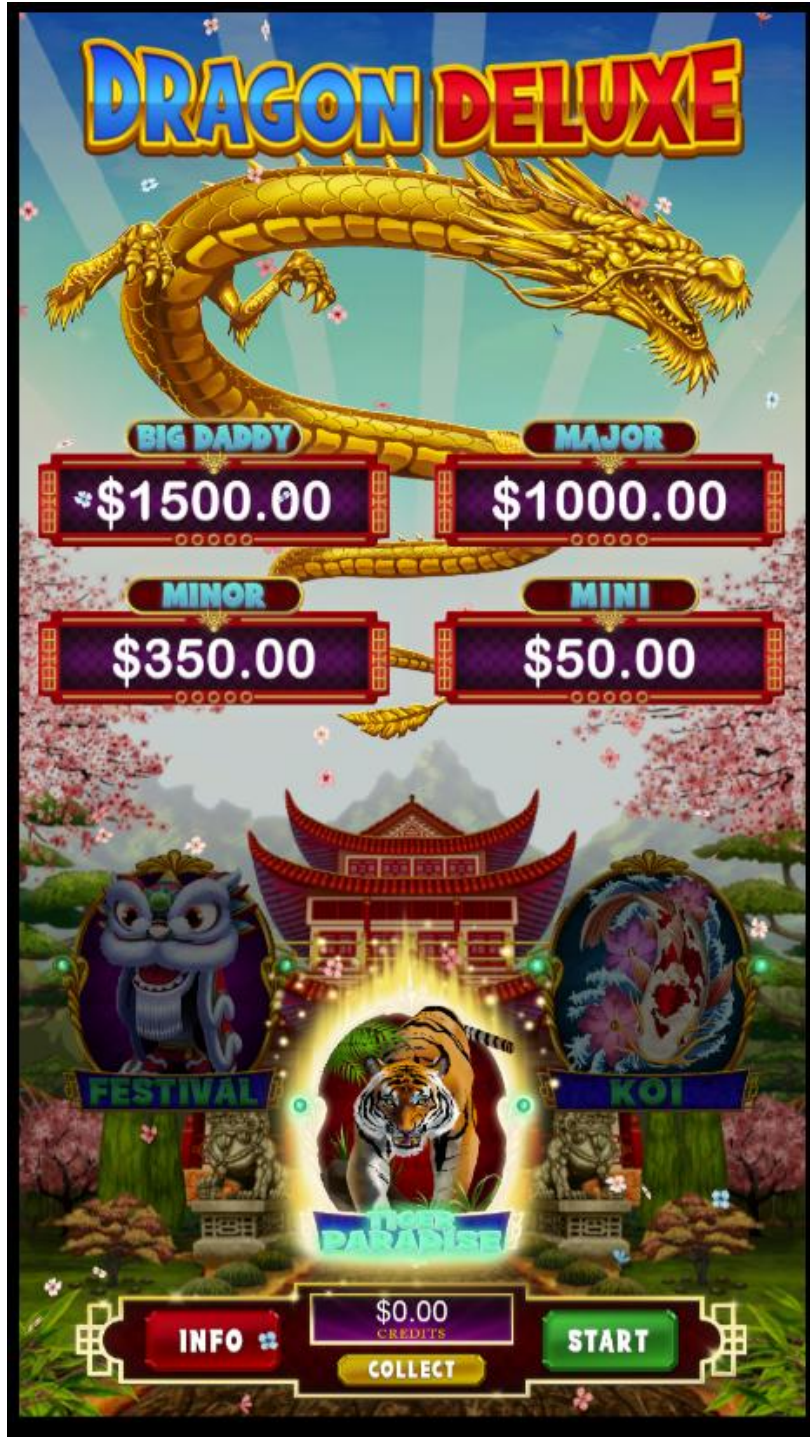 DRAGON DELUXE
BIG DADDY
MAJOR
$1500.00
$1000.00
MINOR
MINI
$350.00
$50.00
FESTIVAL
KOI
TIGER
PARADISE
$0.00
CREDITS
INFO
START
COLLECT